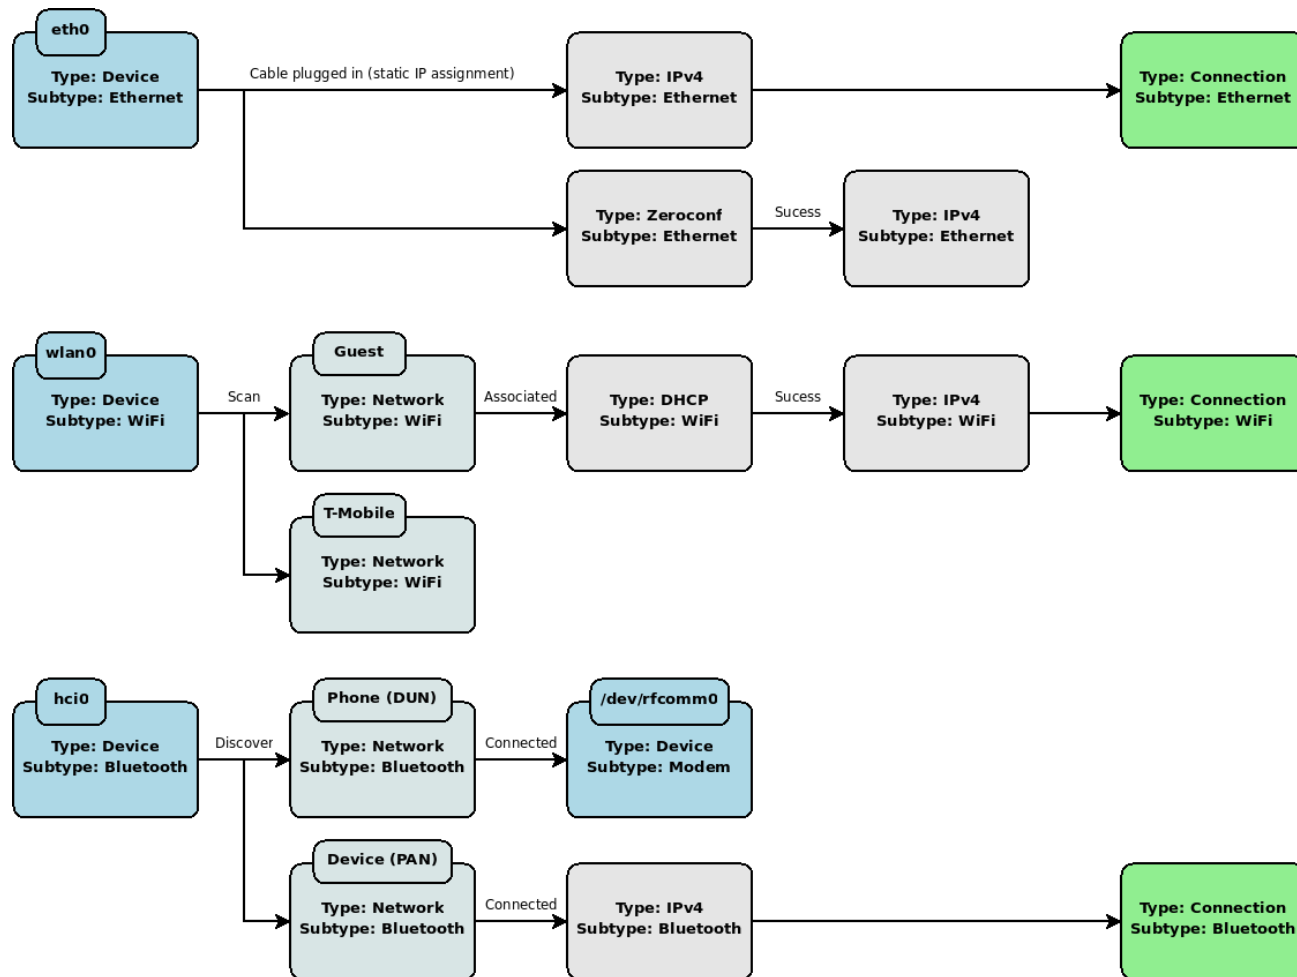 eth0
Type: Device
Subtype: Ethernet
Cable plugged in (static IP assignment)
Type: IPv4
Subtype: Ethernet
Type: Connection
Subtype: Ethernet
Type: Zeroconf
Subtype: Ethernet
Sucess
Type: IPv4
Subtype: Ethernet
wlan0
Type: Device
Subtype: WiFi
Scan
Guest
Type: Network
Subtype: WiFi
Associated
Type: DHCP
Subtype: WiFi
Sucess
Type: IPv4
Subtype: WiFi
Type: Connection
Subtype: WiFi
T-Mobile
Type: Network
Subtype: WiFi
hci0
Type: Device
Subtype: Bluetooth
Discover
Phone (DUN)
Type: Network
Subtype: Bluetooth
Connected
/dev/rfcomm0
Type: Device
Subtype: Modem
Device (PAN)
Type: Network
Subtype: Bluetooth
Connected
Type: IPv4
Subtype: Bluetooth
Type: Connection
Subtype: Bluetooth